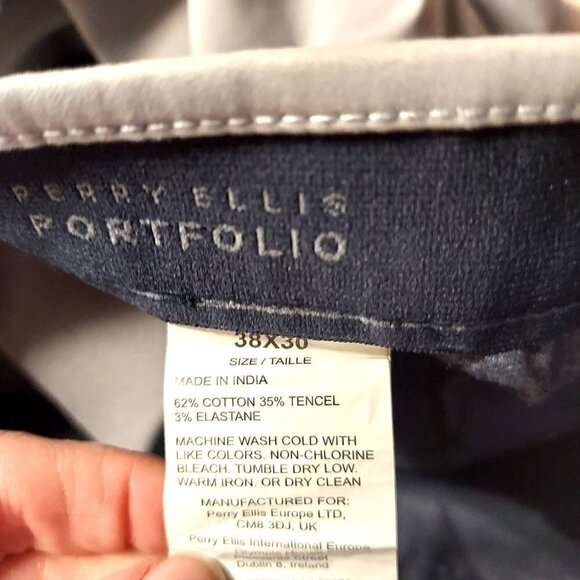 PERRY ELLIS
PORTFOLIO
38X30
SIZE / TAILLE
MADE IN INDIA
62% COTTON 35% TENCEL
3% ELASTANE
MACHINE WASH COLD WITH
LIKE COLORS. NON-CHLORINE
BLEACH. TUMBLE DRY LOW.
WARM IRON. OR DRY CLEAN
MANUFACTURED FOR:
Perry Ellis Europe LTD,
CM8 3DJ, UK
Perry Ellis International Europe
Dublin 8, Ireland